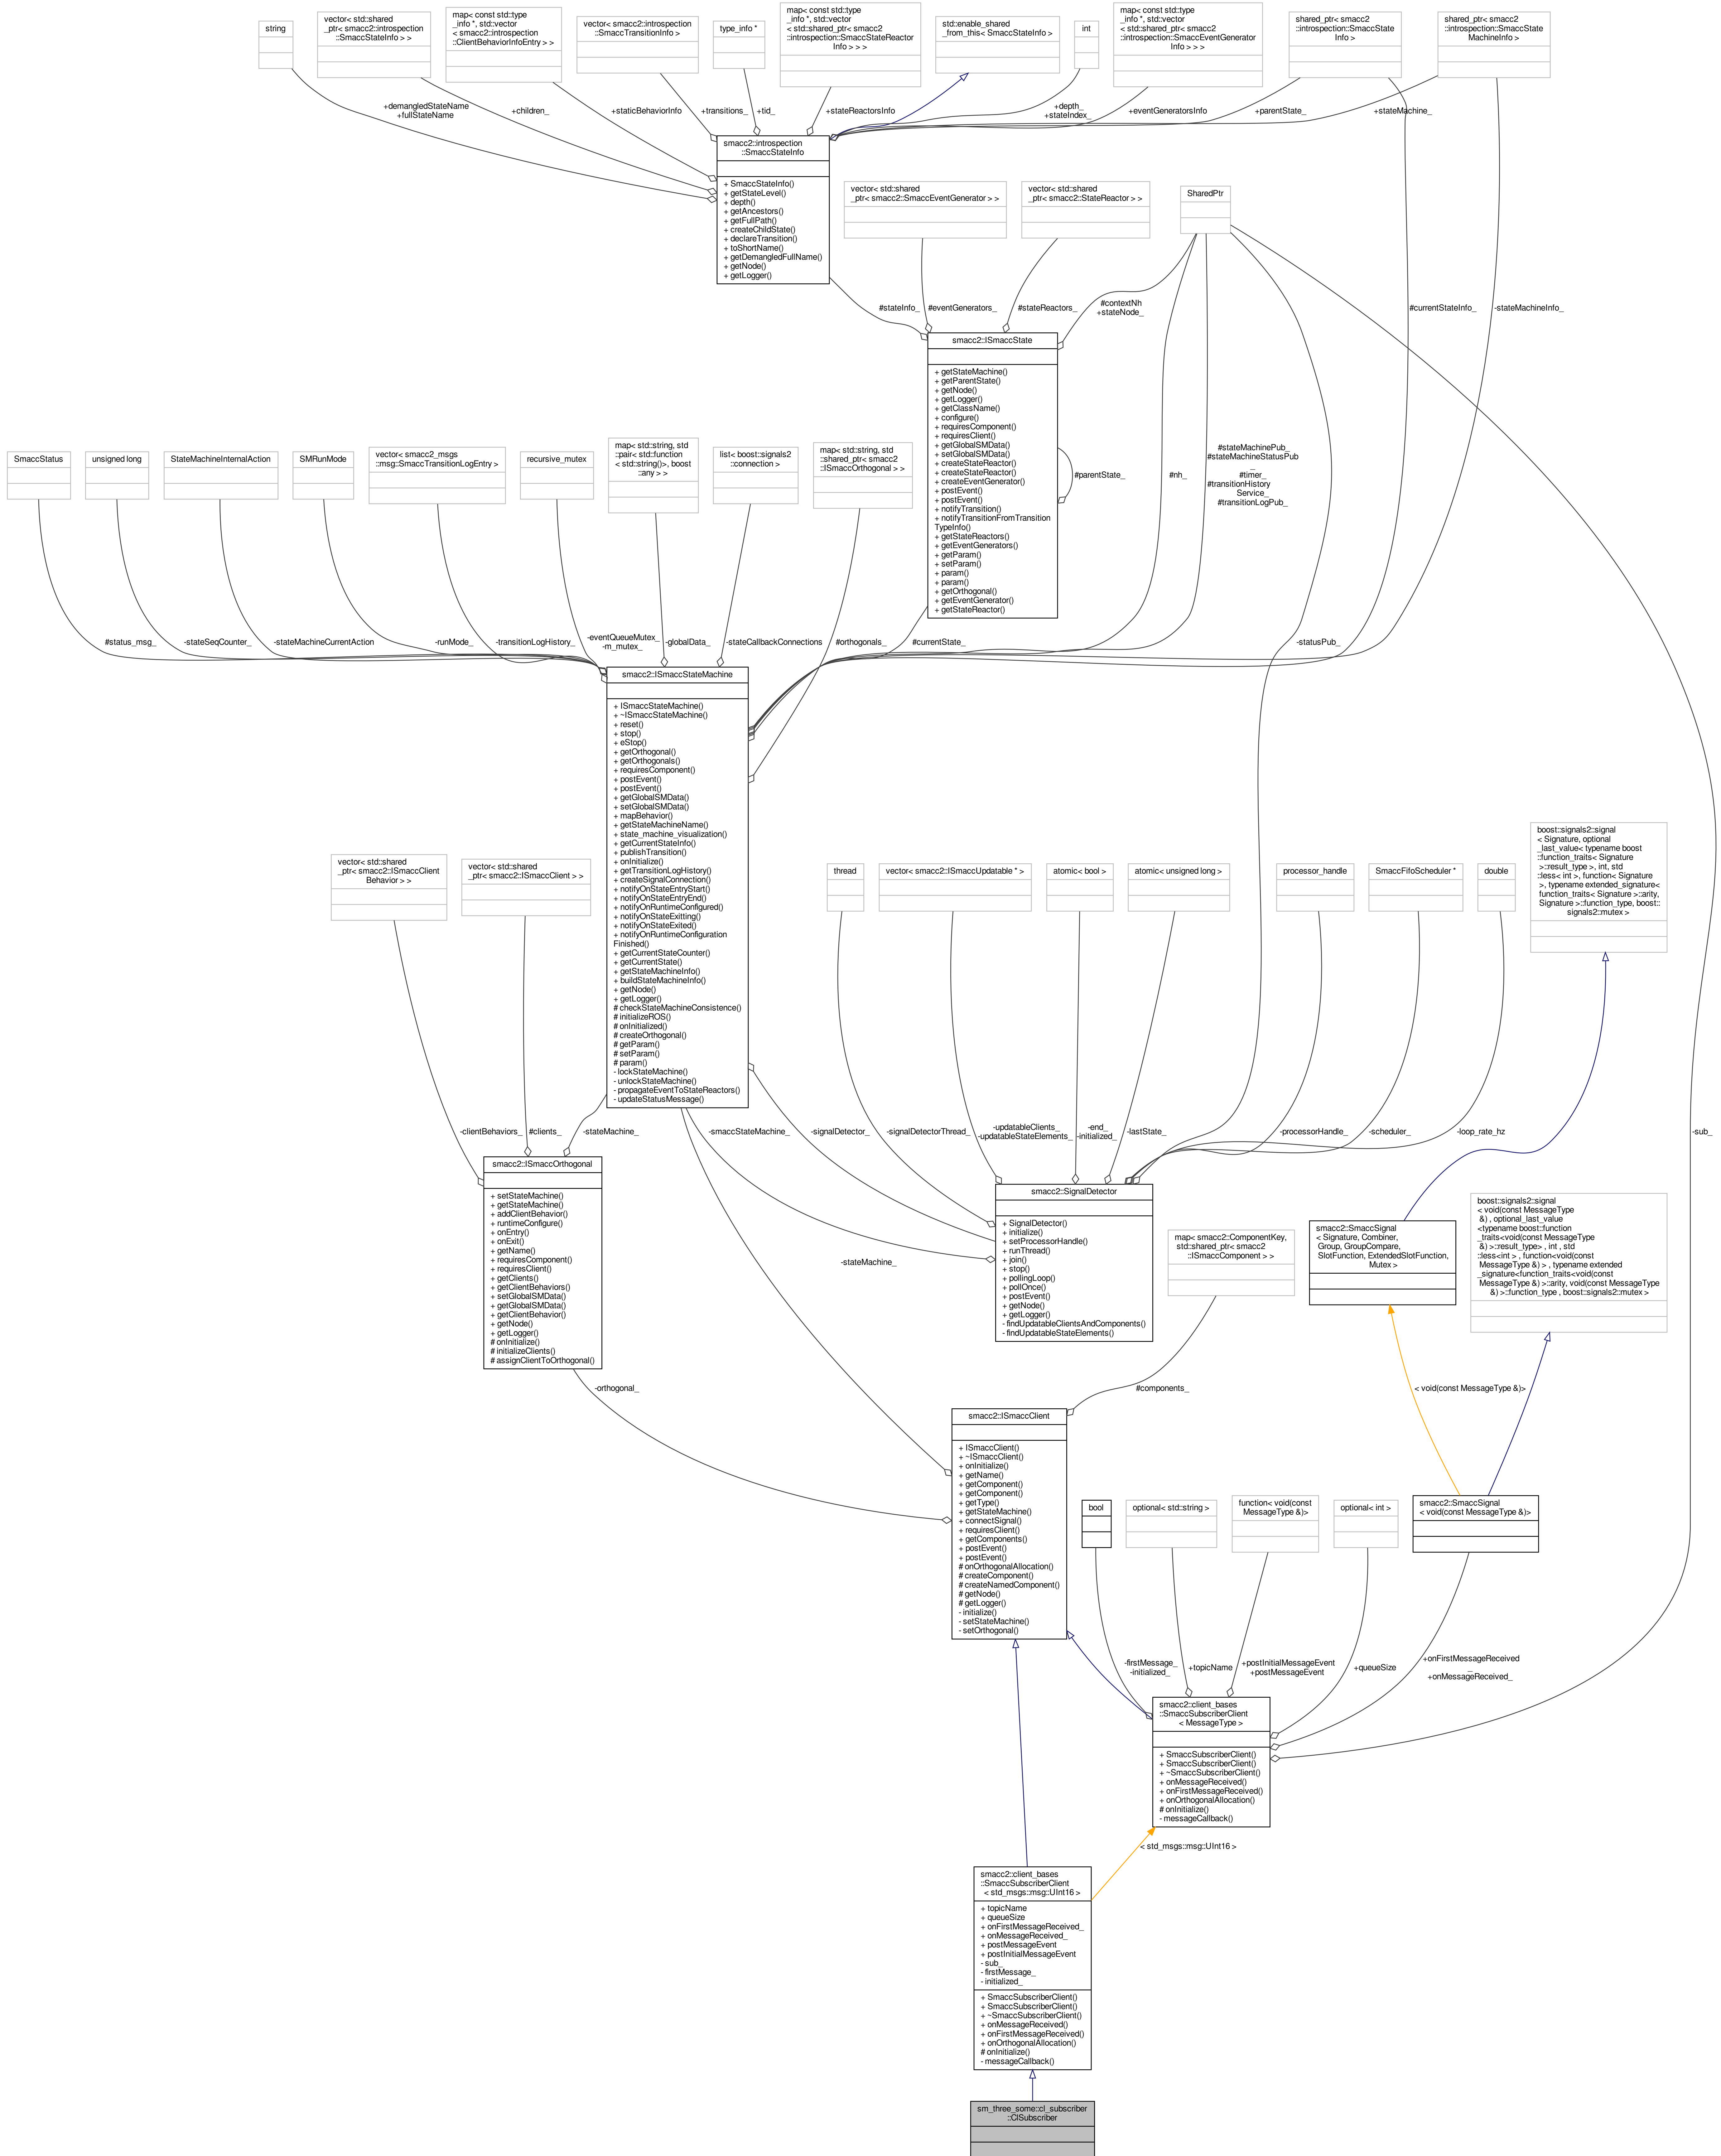 string
vector< std::shared
_ptr< smacc2::introspection
::SmaccStateInfo > >
map< const std::type
_info *, std::vector
< smacc2::introspection
::ClientBehaviorInfoEntry > >
vector< smacc2::introspection
::SmaccTransitionInfo >
type_info *
map< const std::type
_info *, std::vector
< std::shared_ptr< smacc2
::introspection::SmaccStateReactor
Info > > >
std::enable_shared
_from_this< SmaccStateInfo >
int
map< const std::type
_info *, std::vector
< std::shared_ptr< smacc2
::introspection::SmaccEventGenerator
Info > > >
shared_ptr< smacc2
::introspection::SmaccState
Info >
shared_ptr< smacc2
::introspection::SmaccState
MachineInfo >
+demangledStateName
+fullStateName
+children_
+staticBehaviorInfo
+transitions_
+tid_
+stateReactorsInfo
+depth_
+stateIndex_
+eventGeneratorsInfo
+parentState_
+stateMachine_
smacc2::introspection
::SmaccStateInfo
+ SmaccStateInfo()
+ getStateLevel()
+ depth()
+ getAncestors()
+ getFullPath()
+ createChildState()
+ declareTransition()
+ toShortName()
+ getDemangledFullName()
+ getNode()
+ getLogger()
vector< std::shared
_ptr< smacc2::SmaccEventGenerator > >
vector< std::shared
_ptr< smacc2::StateReactor > >
SharedPtr
#stateInfo_
#eventGenerators_
#stateReactors_
#contextNh
+stateNode_
#currentStateInfo_
-stateMachineInfo_
smacc2::ISmaccState
+ getStateMachine()
+ getParentState()
+ getNode()
+ getLogger()
+ getClassName()
+ configure()
+ requiresComponent()
+ requiresClient()
+ getGlobalSMData()
+ setGlobalSMData()
+ createStateReactor()
+ createStateReactor()
+ createEventGenerator()
+ postEvent()
+ postEvent()
+ notifyTransition()
+ notifyTransitionFromTransition
TypeInfo()
+ getStateReactors()
+ getEventGenerators()
+ getParam()
+ setParam()
+ param()
+ param()
+ getOrthogonal()
+ getEventGenerator()
+ getStateReactor()
#parentState_
#nh_
#stateMachinePub_
#stateMachineStatusPub
_
#timer_
#transitionHistory
Service_
#transitionLogPub_
SmaccStatus
unsigned long
StateMachineInternalAction
SMRunMode
vector< smacc2_msgs
::msg::SmaccTransitionLogEntry >
recursive_mutex
map< std::string, std
::pair< std::function
< std::string()>, boost
::any > >
list< boost::signals2
::connection >
map< std::string, std
::shared_ptr< smacc2
::ISmaccOrthogonal > >
#status_msg_
-stateSeqCounter_
-stateMachineCurrentAction
-runMode_
-transitionLogHistory_
-eventQueueMutex_
-m_mutex_
-globalData_
-stateCallbackConnections
#orthogonals_
#currentState_
-statusPub_
smacc2::ISmaccStateMachine
+ ISmaccStateMachine()
+ ~ISmaccStateMachine()
+ reset()
+ stop()
+ eStop()
+ getOrthogonal()
+ getOrthogonals()
+ requiresComponent()
+ postEvent()
+ postEvent()
+ getGlobalSMData()
+ setGlobalSMData()
+ mapBehavior()
+ getStateMachineName()
+ state_machine_visualization()
+ getCurrentStateInfo()
+ publishTransition()
+ onInitialize()
+ getTransitionLogHistory()
+ createSignalConnection()
+ notifyOnStateEntryStart()
+ notifyOnStateEntryEnd()
+ notifyOnRuntimeConfigured()
+ notifyOnStateExitting()
+ notifyOnStateExited()
+ notifyOnRuntimeConfiguration
Finished()
+ getCurrentStateCounter()
+ getCurrentState()
+ getStateMachineInfo()
+ buildStateMachineInfo()
+ getNode()
+ getLogger()
# checkStateMachineConsistence()
# initializeROS()
# onInitialized()
# createOrthogonal()
# getParam()
# setParam()
# param()
- lockStateMachine()
- unlockStateMachine()
- propagateEventToStateReactors()
- updateStatusMessage()
vector< std::shared
_ptr< smacc2::ISmaccClient
Behavior > >
vector< std::shared
_ptr< smacc2::ISmaccClient > >
thread
vector< smacc2::ISmaccUpdatable * >
atomic< bool >
atomic< unsigned long >
processor_handle
SmaccFifoScheduler *
double
boost::signals2::signal
< Signature, optional
_last_value< typename boost
::function_traits< Signature
>::result_type >, int, std
::less< int >, function< Signature
>, typename extended_signature<
function_traits< Signature >::arity,
Signature >::function_type, boost::
signals2::mutex >
-clientBehaviors_
#clients_
-stateMachine_
-smaccStateMachine_
-signalDetector_
-signalDetectorThread_
-updatableClients_
-updatableStateElements_
-end_
-initialized_
-lastState_
-processorHandle_
-scheduler_
-loop_rate_hz
-sub_
smacc2::ISmaccOrthogonal
+ setStateMachine()
+ getStateMachine()
+ addClientBehavior()
+ runtimeConfigure()
+ onEntry()
+ onExit()
+ getName()
+ requiresComponent()
+ requiresClient()
+ getClients()
+ getClientBehaviors()
+ setGlobalSMData()
+ getGlobalSMData()
+ getClientBehavior()
+ getNode()
+ getLogger()
# onInitialize()
# initializeClients()
# assignClientToOrthogonal()
smacc2::SignalDetector
+ SignalDetector()
+ initialize()
+ setProcessorHandle()
+ runThread()
+ join()
+ stop()
+ pollingLoop()
+ pollOnce()
+ postEvent()
+ getNode()
+ getLogger()
- findUpdatableClientsAndComponents()
- findUpdatableStateElements()
-stateMachine_
map< smacc2::ComponentKey,
std::shared_ptr< smacc2
::ISmaccComponent > >
smacc2::SmaccSignal
< Signature, Combiner,
Group, GroupCompare,
SlotFunction, ExtendedSlotFunction,
Mutex >
boost::signals2::signal
< void(const MessageType
&) , optional_last_value
<typename boost::function
_traits<void(const MessageType
&) >::result_type> , int , std
::less<int > , function<void(const
MessageType &) > , typename extended
_signature<function_traits<void(const
MessageType &) >::arity, void(const MessageType
&) >::function_type , boost::signals2::mutex >
-orthogonal_
#components_
< void(const MessageType &)>
smacc2::ISmaccClient
+ ISmaccClient()
+ ~ISmaccClient()
+ onInitialize()
+ getName()
+ getComponent()
+ getComponent()
+ getType()
+ getStateMachine()
+ connectSignal()
+ requiresClient()
+ getComponents()
+ postEvent()
+ postEvent()
# onOrthogonalAllocation()
# createComponent()
# createNamedComponent()
# getNode()
# getLogger()
- initialize()
- setStateMachine()
- setOrthogonal()
bool
optional< std::string >
function< void(const
MessageType &)>
optional< int >
smacc2::SmaccSignal
< void(const MessageType &)>
-firstMessage_
-initialized_
+topicName
+postInitialMessageEvent
+postMessageEvent
+queueSize
+onFirstMessageReceived
_
+onMessageReceived_
smacc2::client_bases
::SmaccSubscriberClient
< MessageType >
+ SmaccSubscriberClient()
+ SmaccSubscriberClient()
+ ~SmaccSubscriberClient()
+ onMessageReceived()
+ onFirstMessageReceived()
+ onOrthogonalAllocation()
# onInitialize()
- messageCallback()
< std_msgs::msg::UInt16 >
smacc2::client_bases
::SmaccSubscriberClient
< std_msgs::msg::UInt16 >
+ topicName
+ queueSize
+ onFirstMessageReceived_
+ onMessageReceived_
+ postMessageEvent
+ postInitialMessageEvent
- sub_
- firstMessage_
- initialized_
+ SmaccSubscriberClient()
+ SmaccSubscriberClient()
+ ~SmaccSubscriberClient()
+ onMessageReceived()
+ onFirstMessageReceived()
+ onOrthogonalAllocation()
# onInitialize()
- messageCallback()
sm_three_some::cl_subscriber
::ClSubscriber